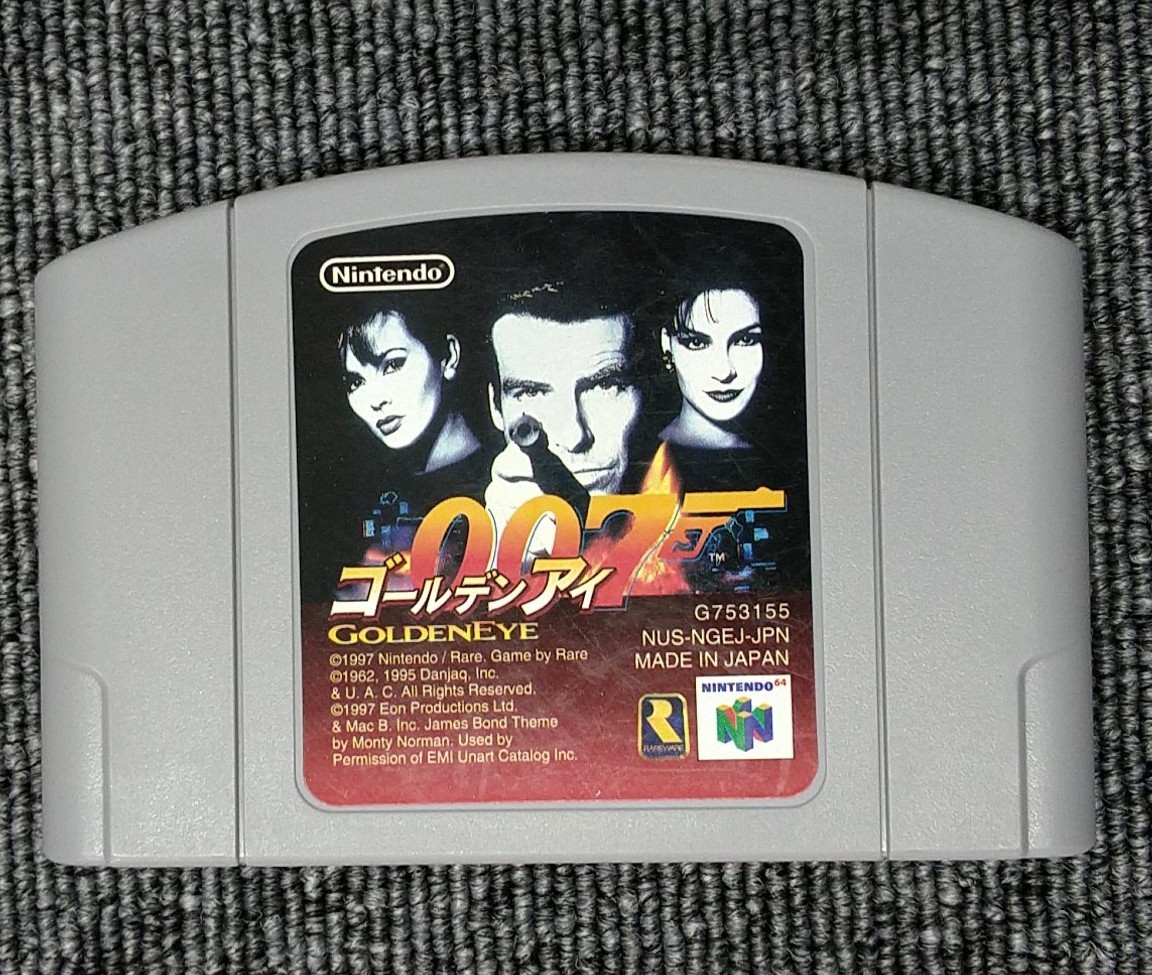 Nintendo®
007
ゴールデンアイ
TM
GOLDENEYE
©1997 Nintendo / Rare. Game by Rare
©1962, 1995 Danjaq, Inc.
& U. A. C. All Rights Reserved.
©1997 Eon Productions Ltd.
& Mac B. Inc. James Bond Theme
by Monty Norman. Used by
Permission of EMI Unart Catalog Inc.
G753155
NUS-NGEJ-JPN
MADE IN JAPAN
R
RAREWARE
NINTENDO64